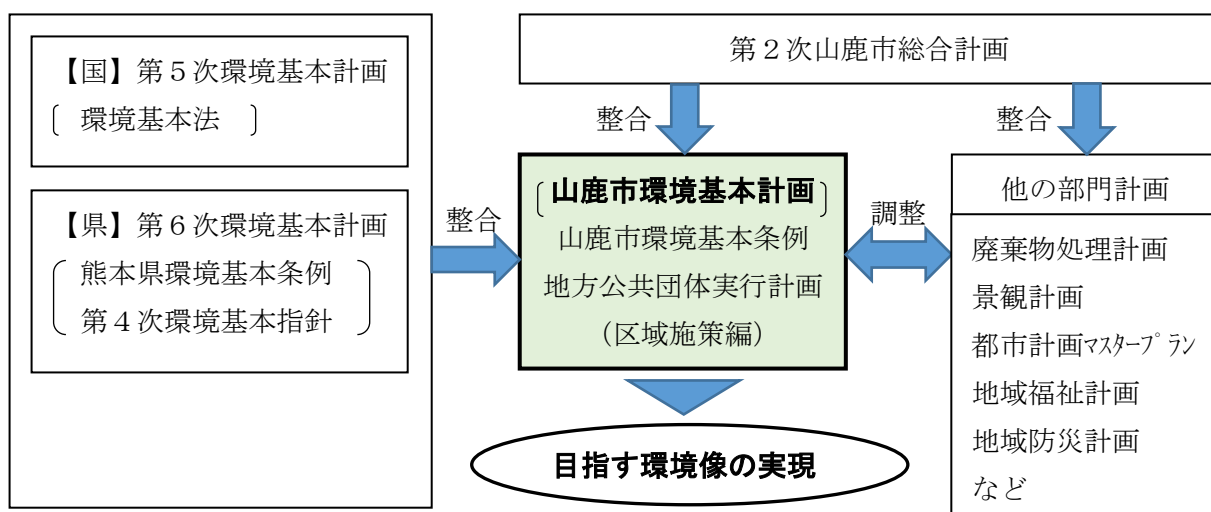 【国】第５次環境基本計画
〔 環境基本法 〕
【県】第６次環境基本計画
熊本県環境基本条例
第４次環境基本指針
整合
第２次山鹿市総合計画
整合
整合
〔山鹿市環境基本計画〕
山鹿市環境基本条例
地方公共団体実行計画
（区域施策編）
調整
他の部門計画
廃棄物処理計画
景観計画
都市計画ﾏｽﾀｰﾌﾟﾗﾝ
地域福祉計画
地域防災計画
など
目指す環境像の実現